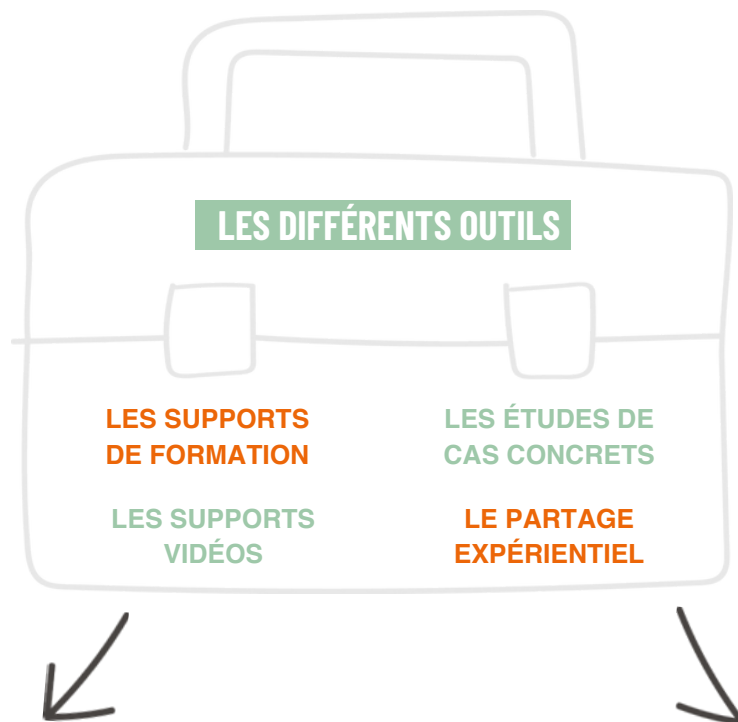 LES DIFFÉRENTS OUTILS
LES SUPPORTS
DE FORMATION
LES ÉTUDES DE
CAS CONCRETS
LES SUPPORTS
VIDÉOS
LE PARTAGE
EXPÉRIENTIEL